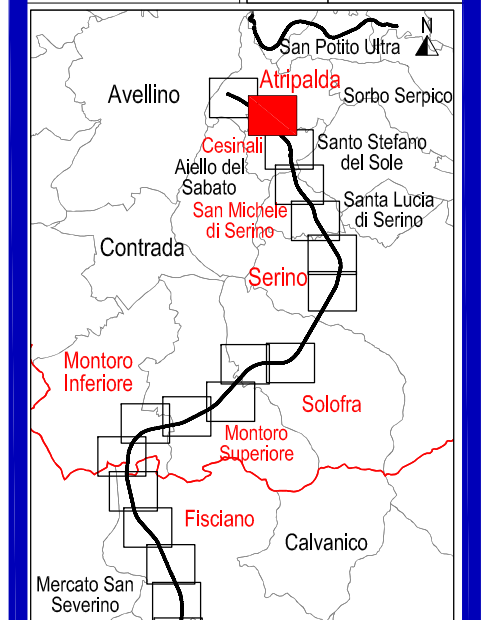 N
San Potito Ultra
Atripalda
Avellino
Sorbo Serpico
Cesinali
Santo Stefano
del Sole
Aiello del
Sabato
San Michele
di Serino
Santa Lucia
di Serino
Contrada
Serino
Montoro
Inferiore
Solofra
Montoro
Superiore
Fisciano
Calvanico
Mercato San
Severino